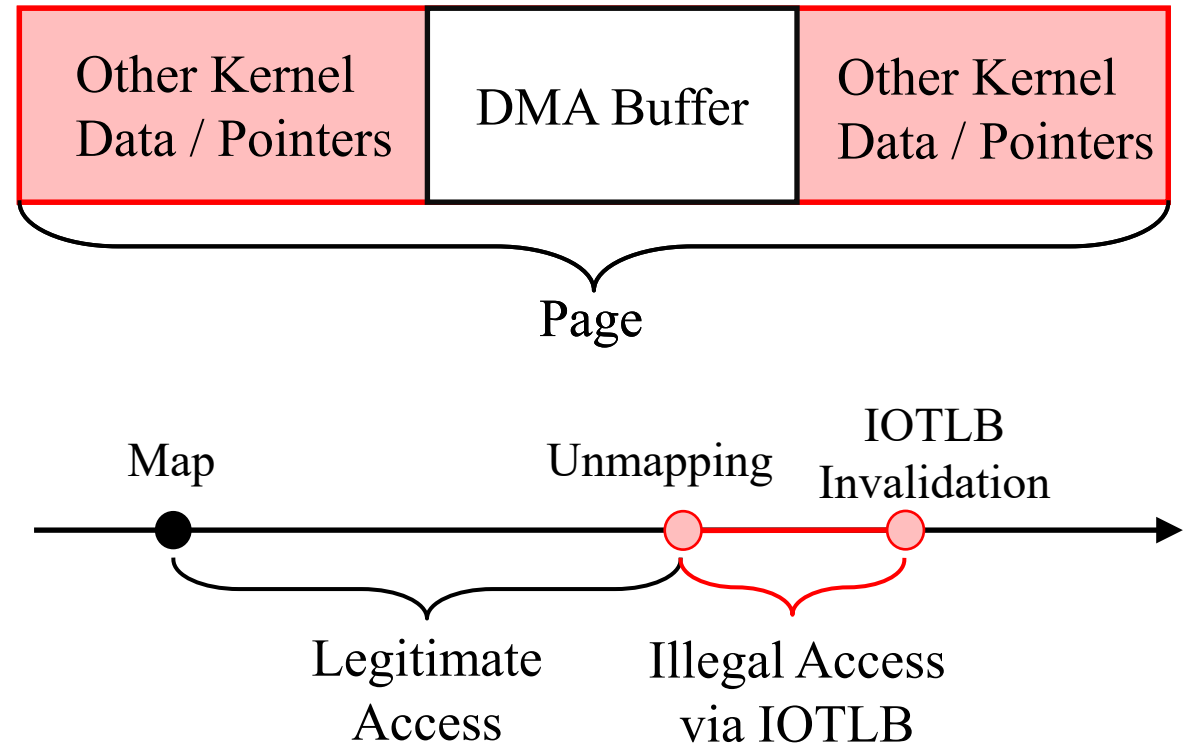 Other Kernel
Data / Pointers
DMA Buffer
Other Kernel
Data / Pointers
Page
Map
Unmapping
IOTLB
Invalidation
Legitimate
Access
Illegal Access
via IOTLB